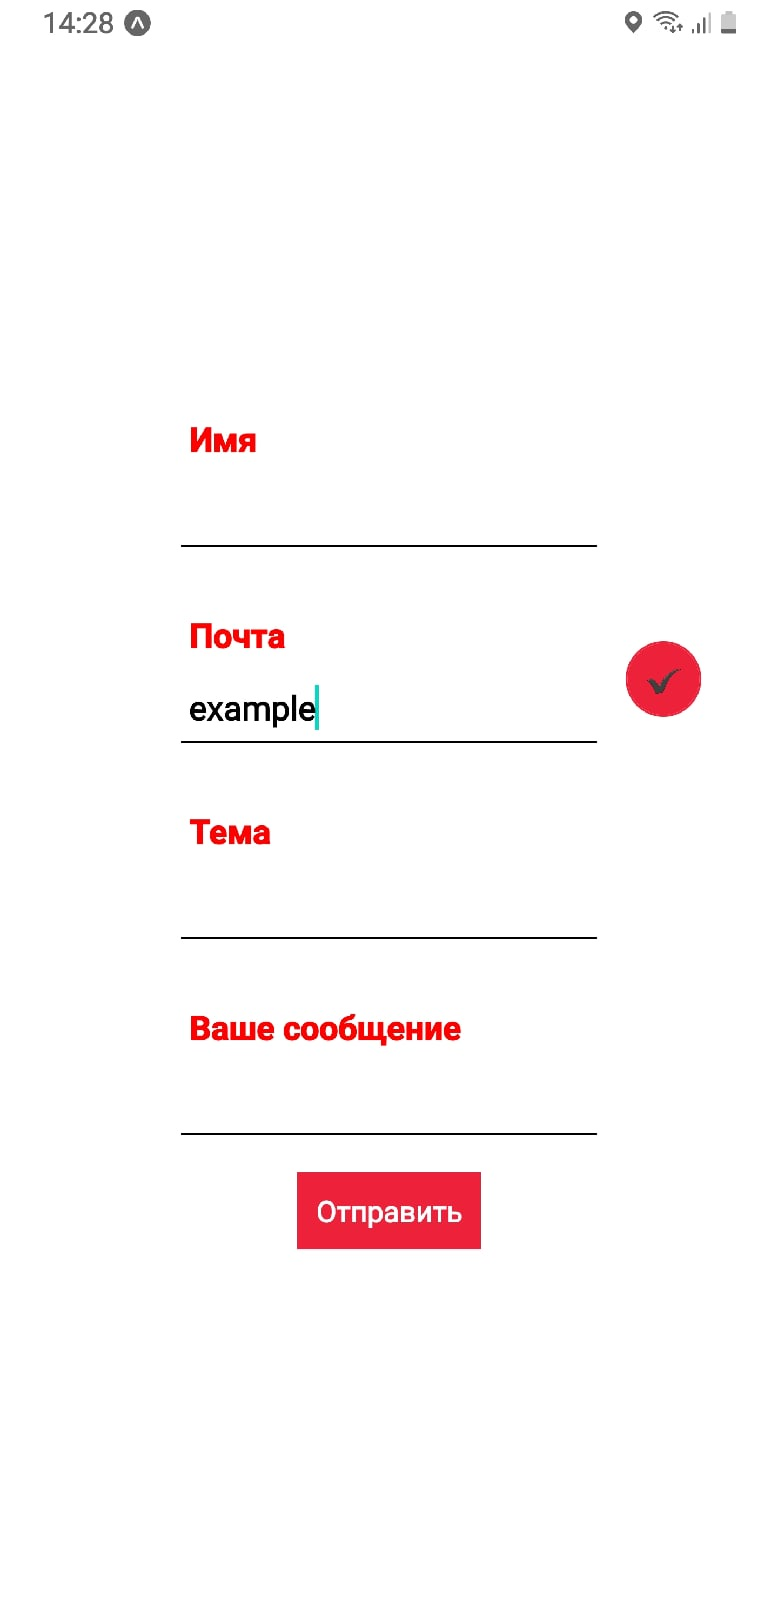 14:28
Имя
Почта
example
Тема
Ваше сообщение
Отправить